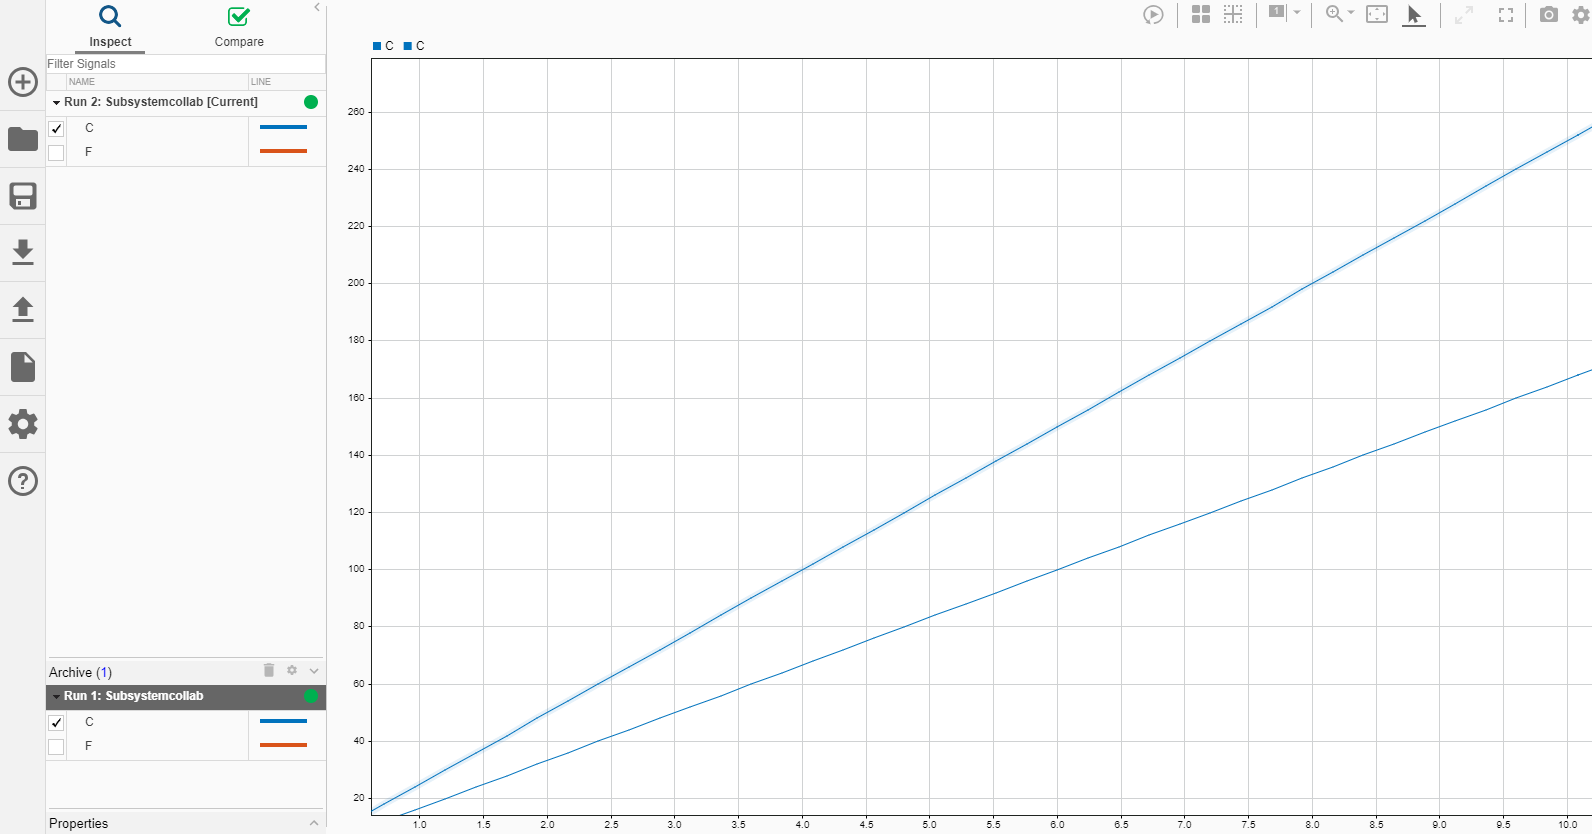 Inspect
Compare
Filter Signals
NAME
LINE
Run 2: Subsystemcollab [Current]
C
F
Archive (1)
Run 1: Subsystemcollab
C
F
Properties
1
C C
260
240
220
200
180
160
140
120
100
80
60
40
20
1.0 1.5 2.0 2.5 3.0 3.5 4.0 4.5 5.0 5.5 6.0 6.5 7.0 7.5 8.0 8.5 9.0 9.5 10.0